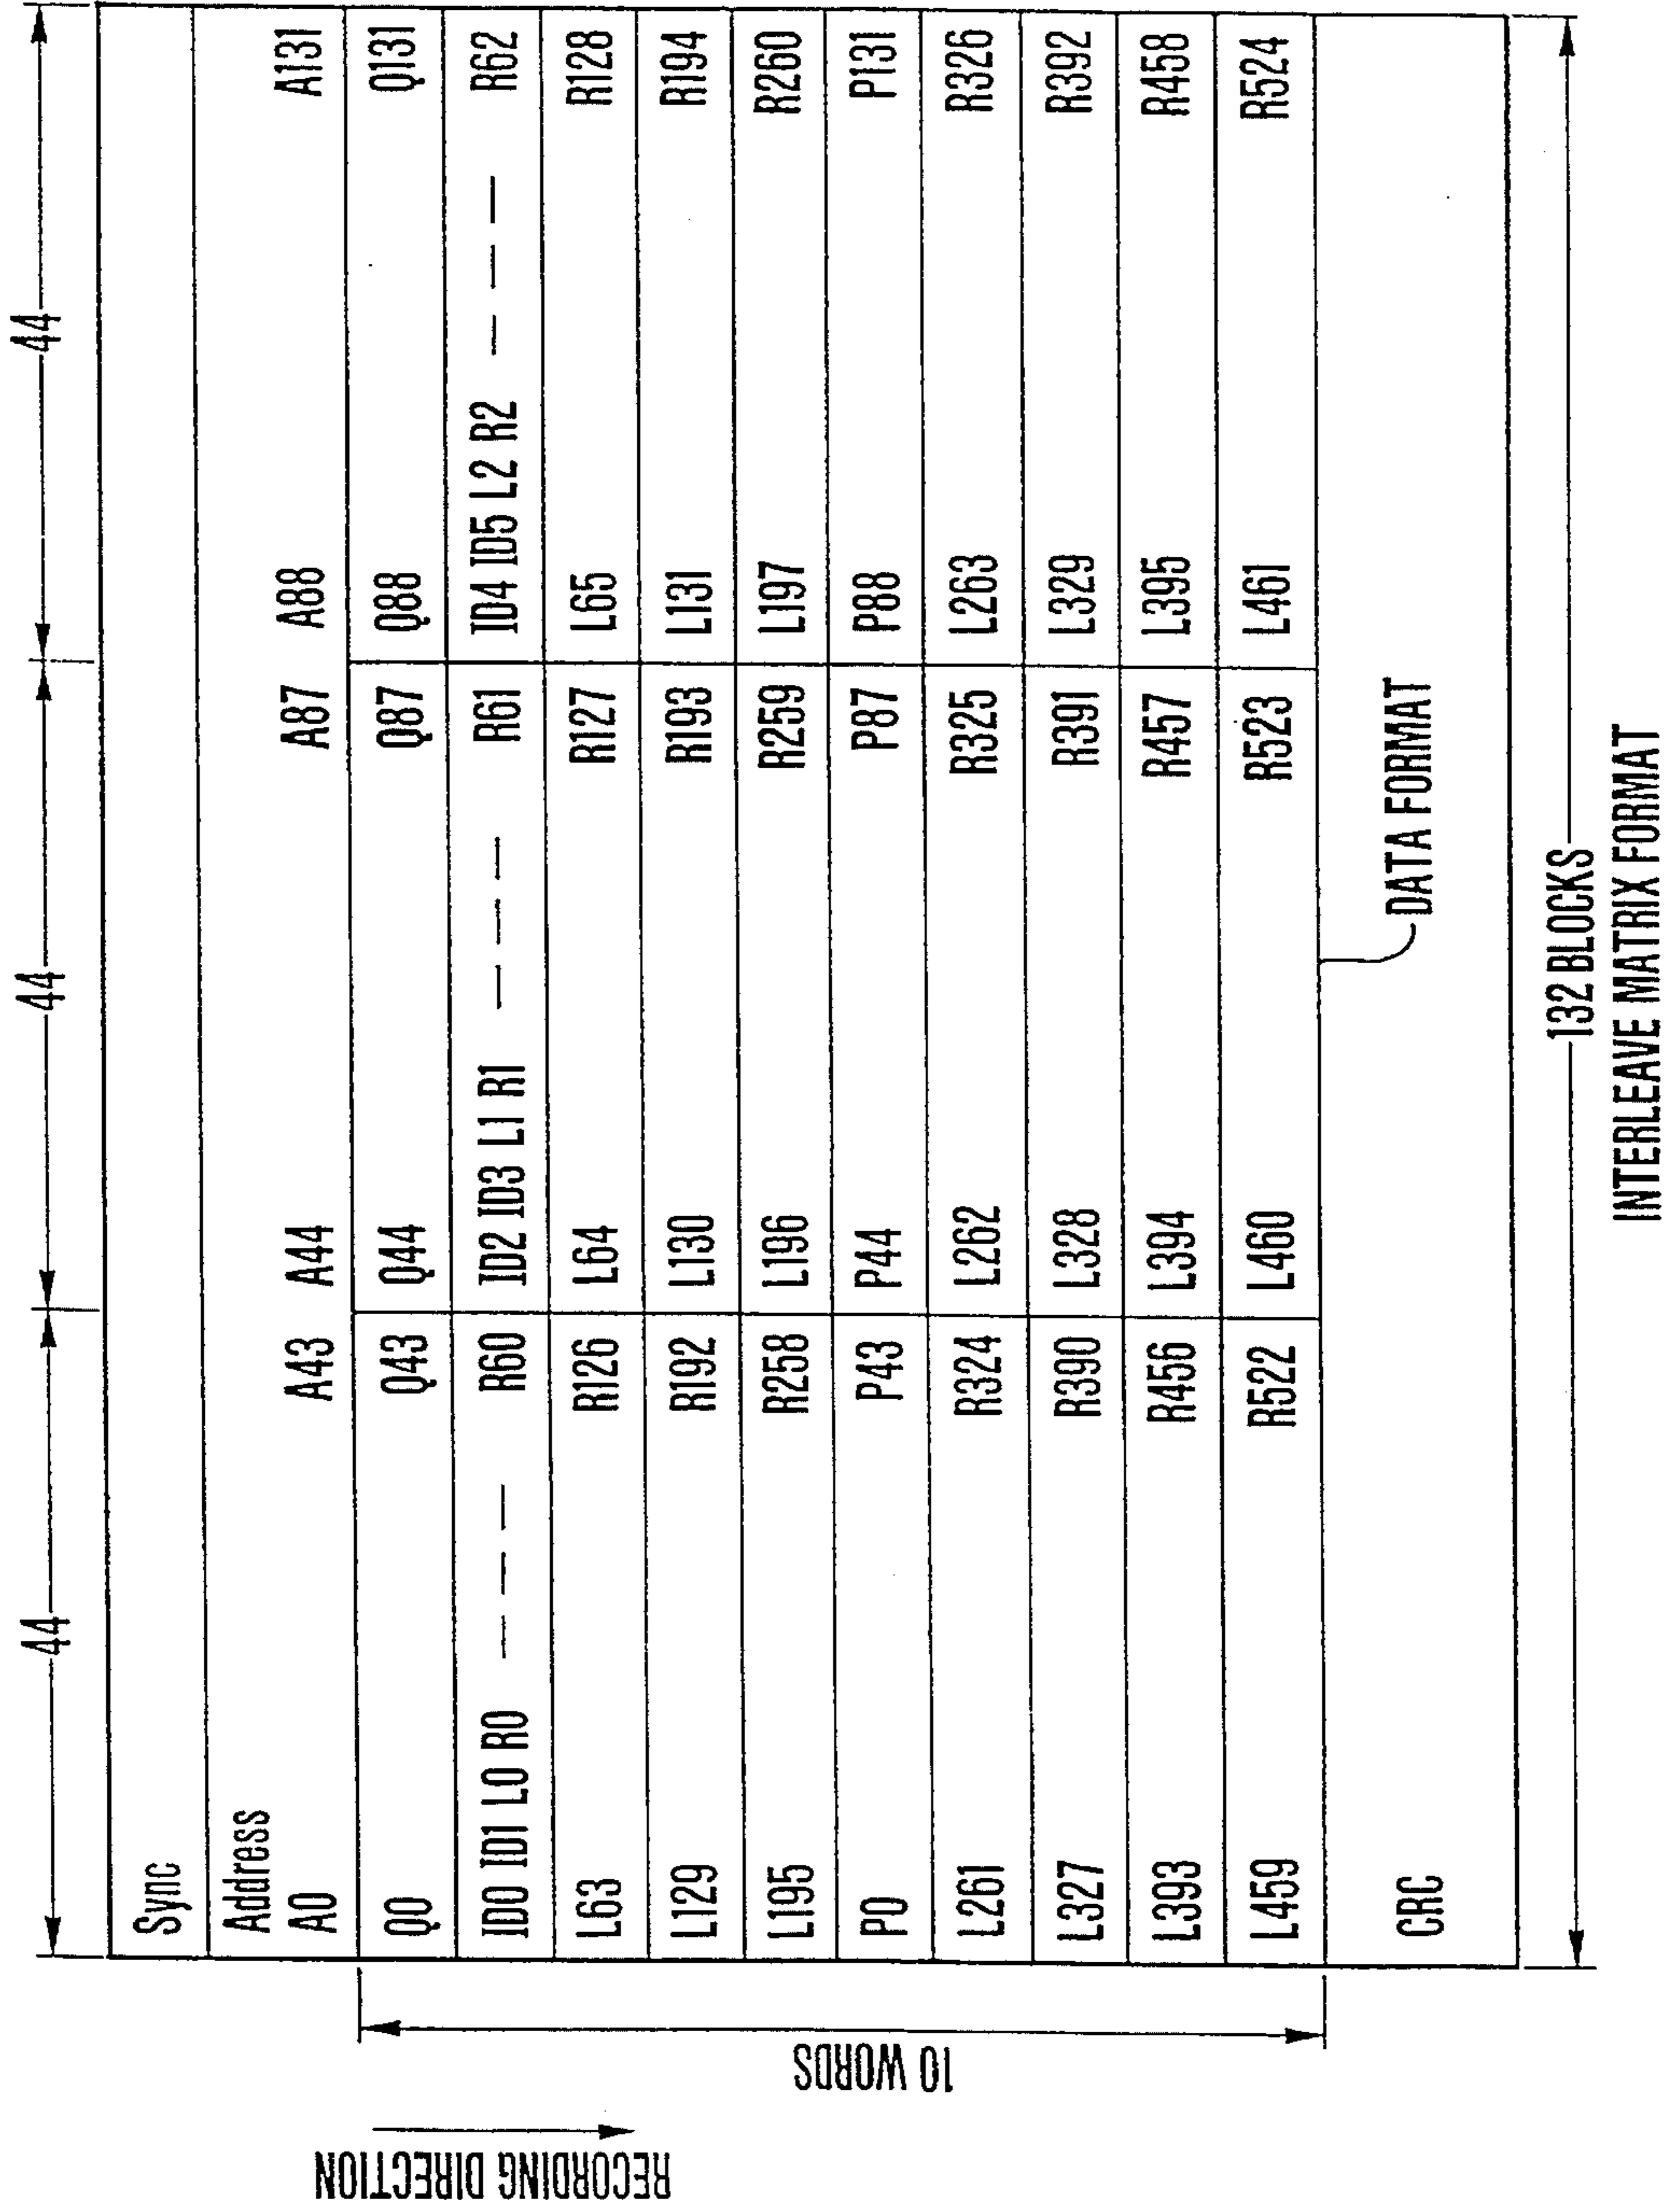 44 44 44
Sync
Address
A0 A43 A44 A87 A88 A131
Q0 Q43 Q44 Q87 Q88 Q131
ID0 ID1 L0 R0 – – – – R60 ID2 ID3 L1 R1 – – – – R61 ID4 ID5 L2 R2 – – – – R62
L63 R126 L64 R127 L65 R128
L129 R192 L130 R193 L131 R194
L195 R258 L196 R259 L197 R260
P0 P43 P44 P87 P88 P131
L261 R324 L262 R325 L263 R326
L327 R390 L328 R391 L329 R392
L393 R456 L394 R457 L395 R458
L459 R522 L460 R523 L461 R524
CRC
10 WORDS
RECORDING DIRECTION
DATA FORMAT
132 BLOCKS
INTERLEAVE MATRIX FORMAT